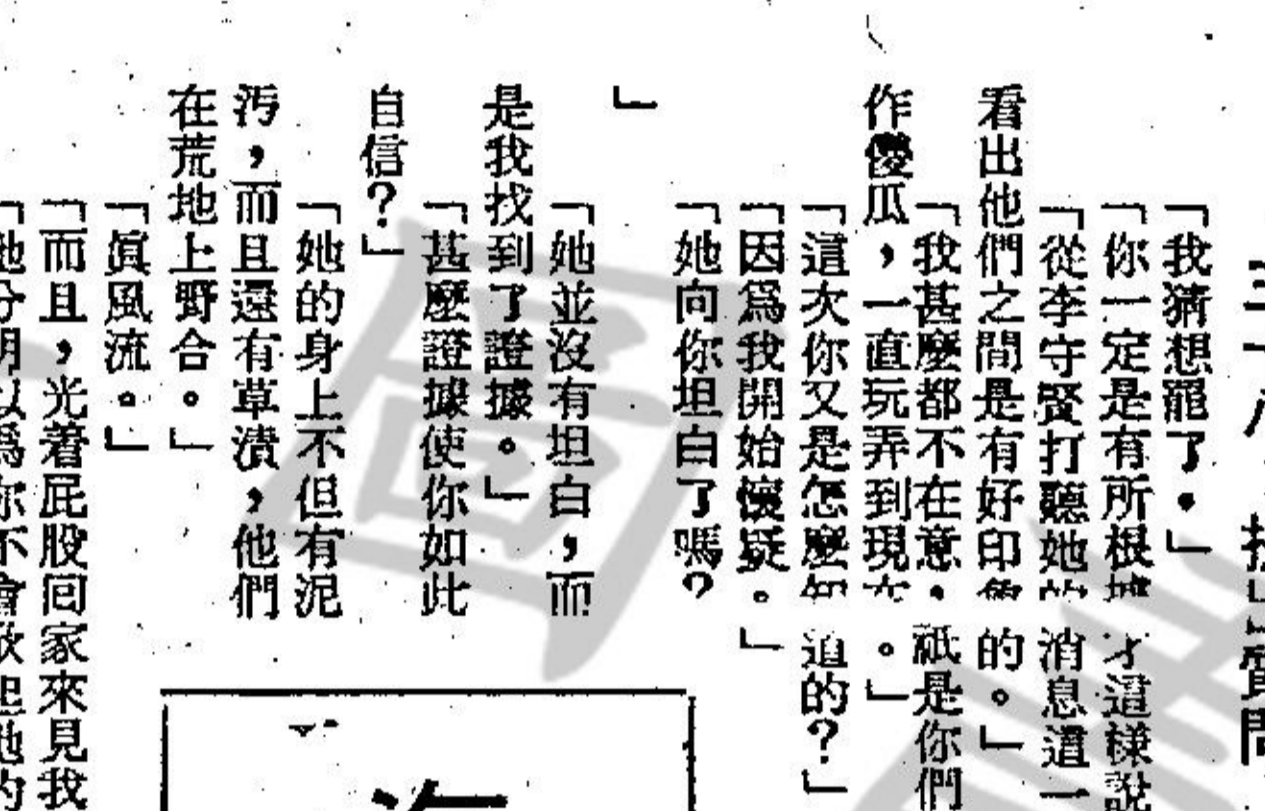 「我猜想罷了。」
「你一定是有所根據才這樣說
「從李守賢打聽她的消息這一
看出他們之間是有好印象的。」
「我甚麼都不在意，祇是你們
作傻瓜，一直玩弄到現在。」
「這次你又是怎麼知道的？」
「因爲我開始懷疑。」
「她向你坦白了嗎？
」
「她並沒有坦白，而
是我找到了證據。」
「甚麼證據使你如此
自信？」
「她的身上不但有泥
污，而且還有草漬，他們
在荒地上野合。」
「眞風流。」
「而且，光着屁股回家來見我
「她分明以爲你不會